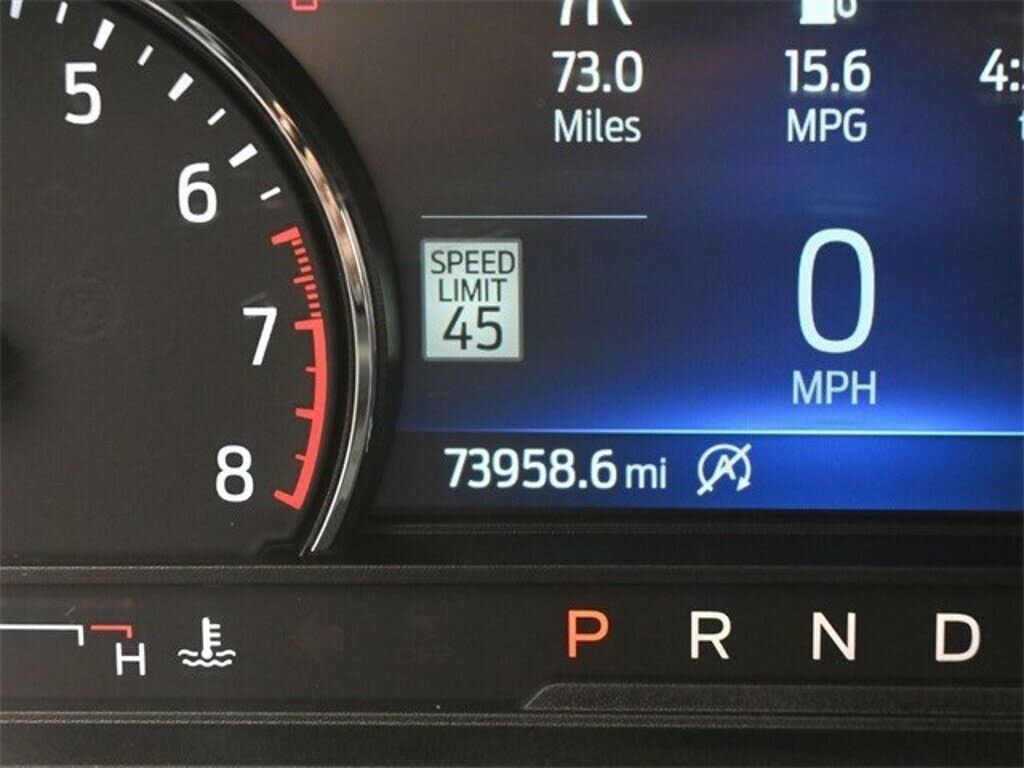 5
6
7
8
73.0
Miles
15.6
MPG
SPEED
LIMIT
45
0
MPH
73958.6 mi
A
H
P R N D